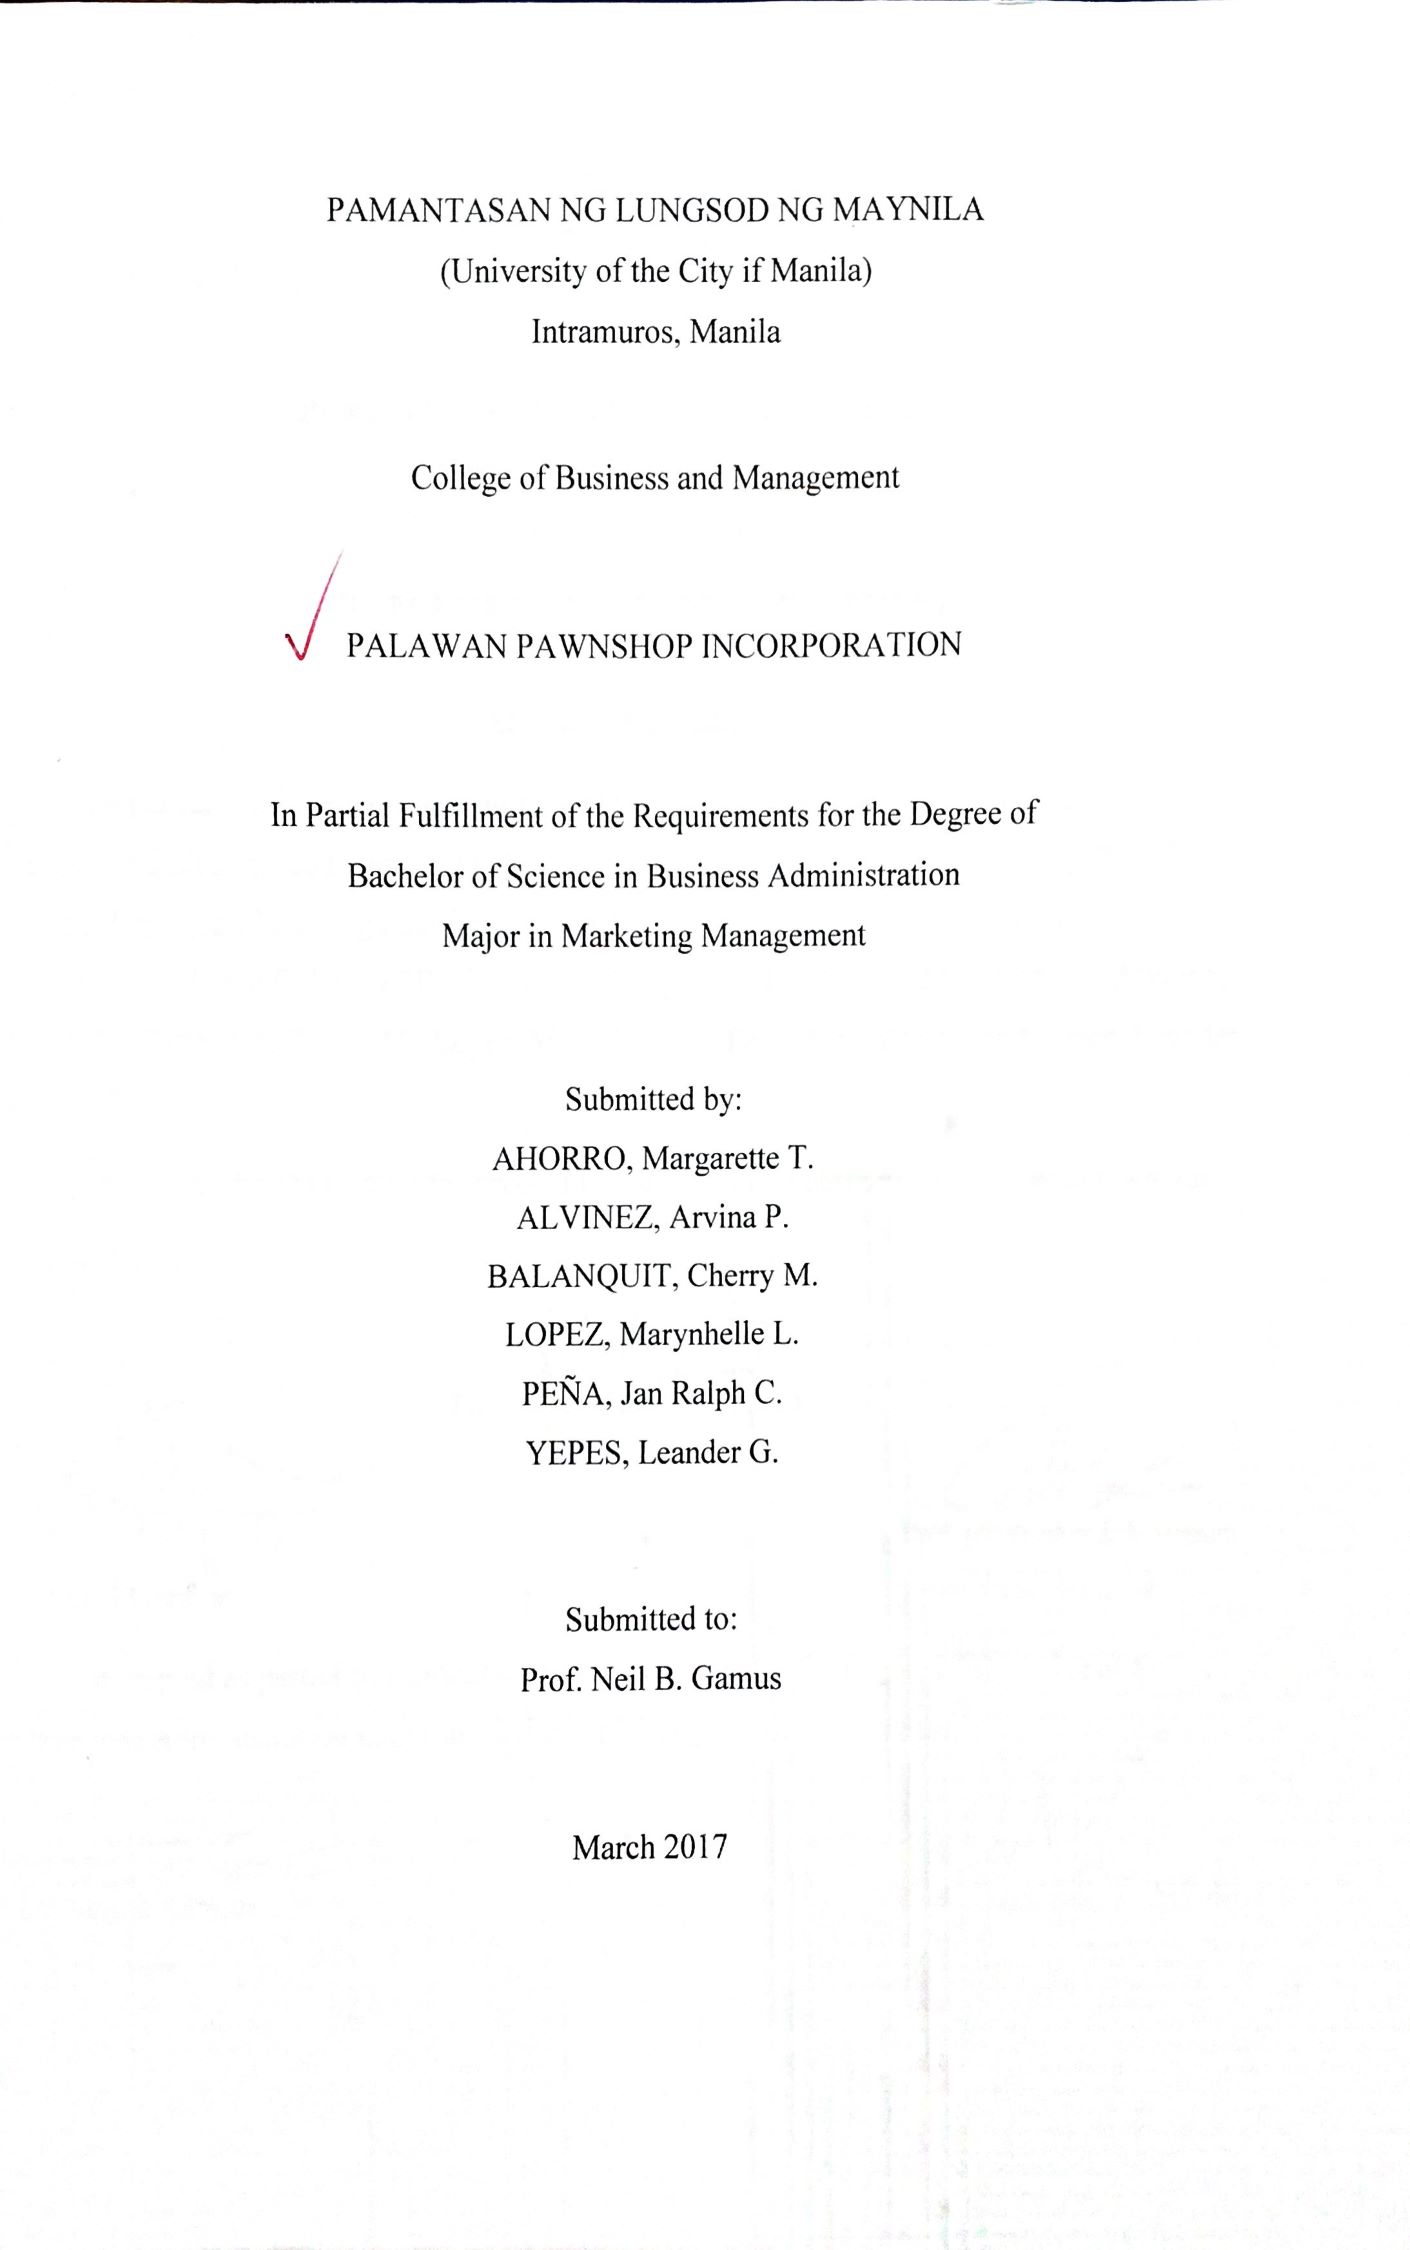 PAMANTASAN NG LUNGSOD NG MAYNILA
(University of the City if Manila)
Intramuros, Manila
College of Business and Management
PALAWAN PAWNSHOP INCORPORATION
In Partial Fulfillment of the Requirements for the Degree of
Bachelor of Science in Business Administration
Major in Marketing Management
Submitted by:
AHORRO, Margarette T.
ALVINEZ, Arvina P.
BALANQUIT, Cherry M.
LOPEZ, Marynhelle L.
PEÑA, Jan Ralph C.
YEPES, Leander G.
Submitted to:
Prof. Neil B. Gamus
March 2017